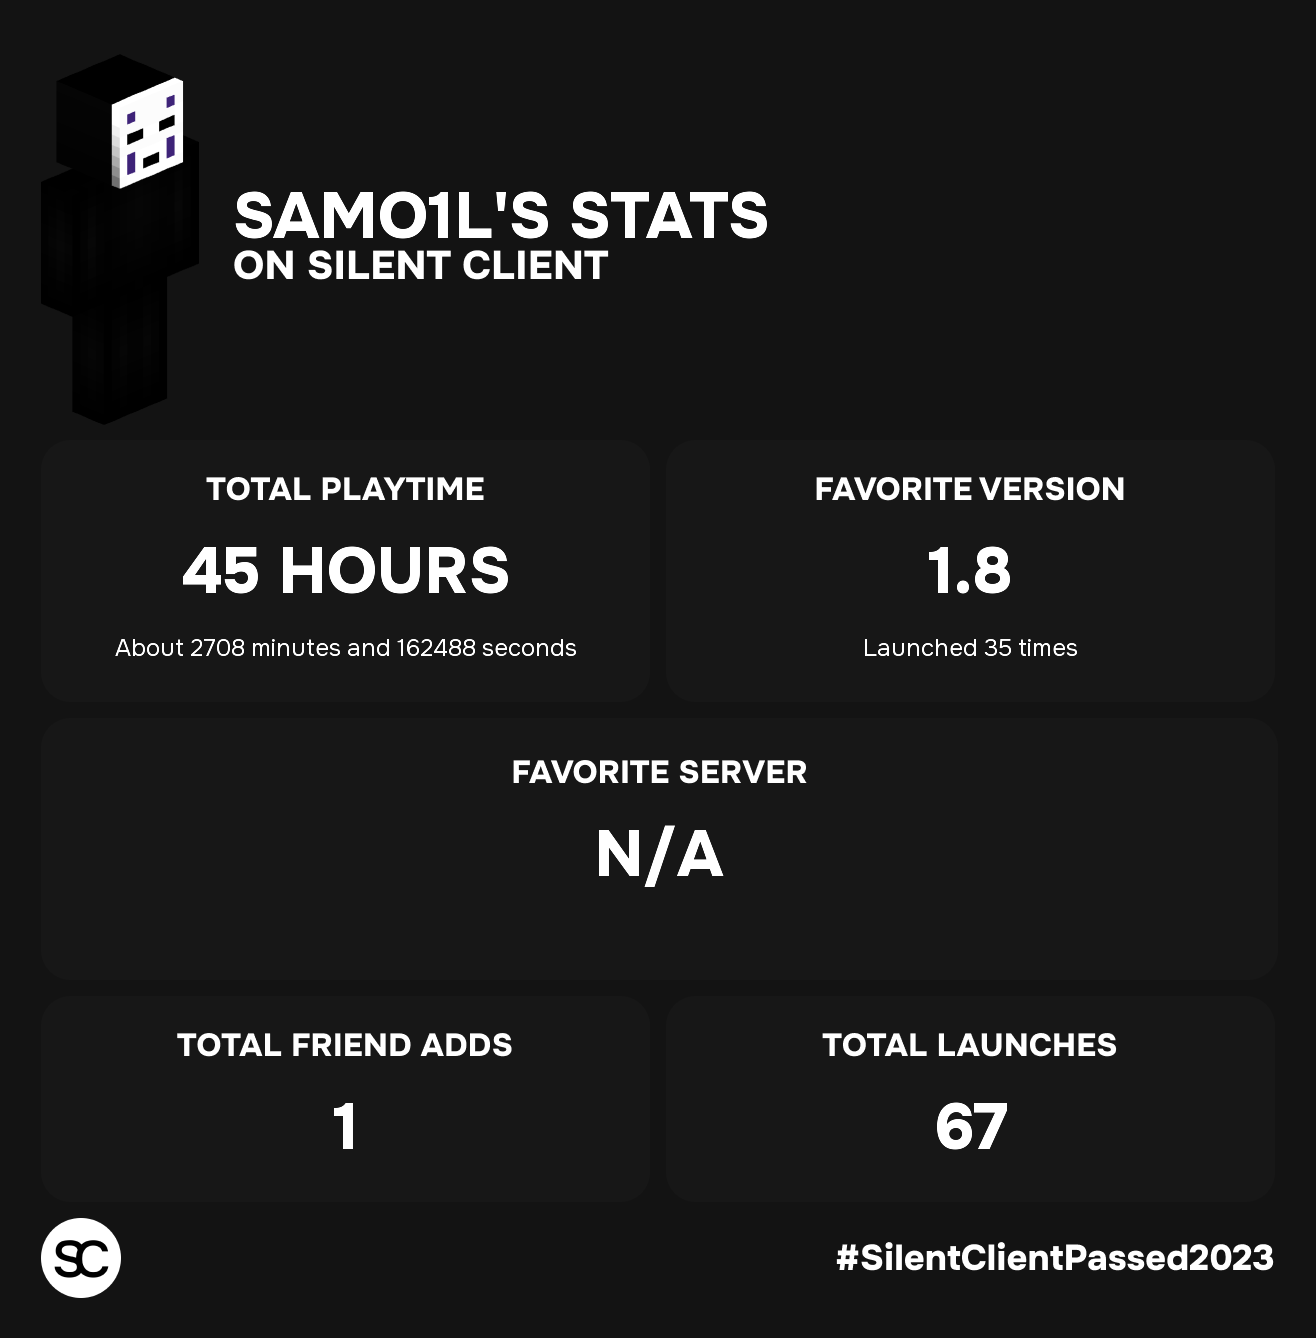 SAMO1L'S STATS
ON SILENT CLIENT
TOTAL PLAYTIME
45 HOURS
About 2708 minutes and 162488 seconds
FAVORITE VERSION
1.8
Launched 35 times
FAVORITE SERVER
N/A
TOTAL FRIEND ADDS
1
TOTAL LAUNCHES
67
SC
#SilentClientPassed2023